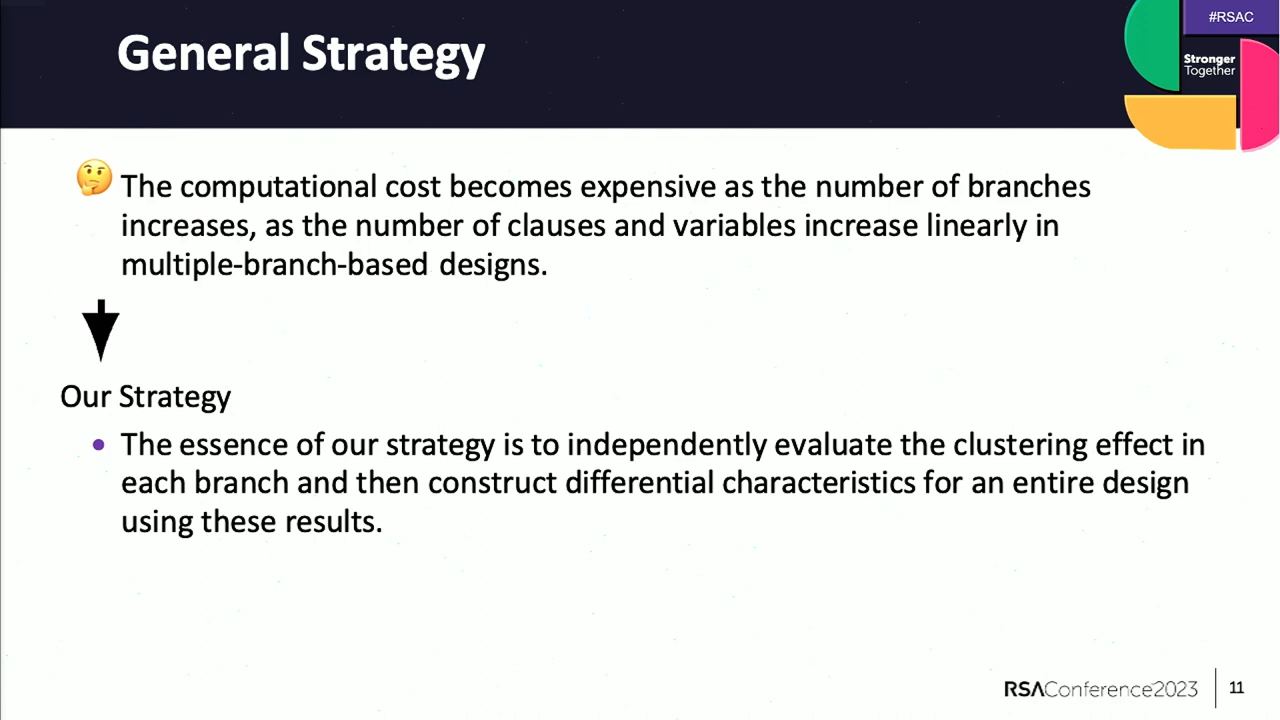 General Strategy
#RSAC
Stronger
Together
🤔 The computational cost becomes expensive as the number of branches
increases, as the number of clauses and variables increase linearly in
multiple-branch-based designs.
Our Strategy
• The essence of our strategy is to independently evaluate the clustering effect in
each branch and then construct differential characteristics for an entire design
using these results.
RSAConference2023
11